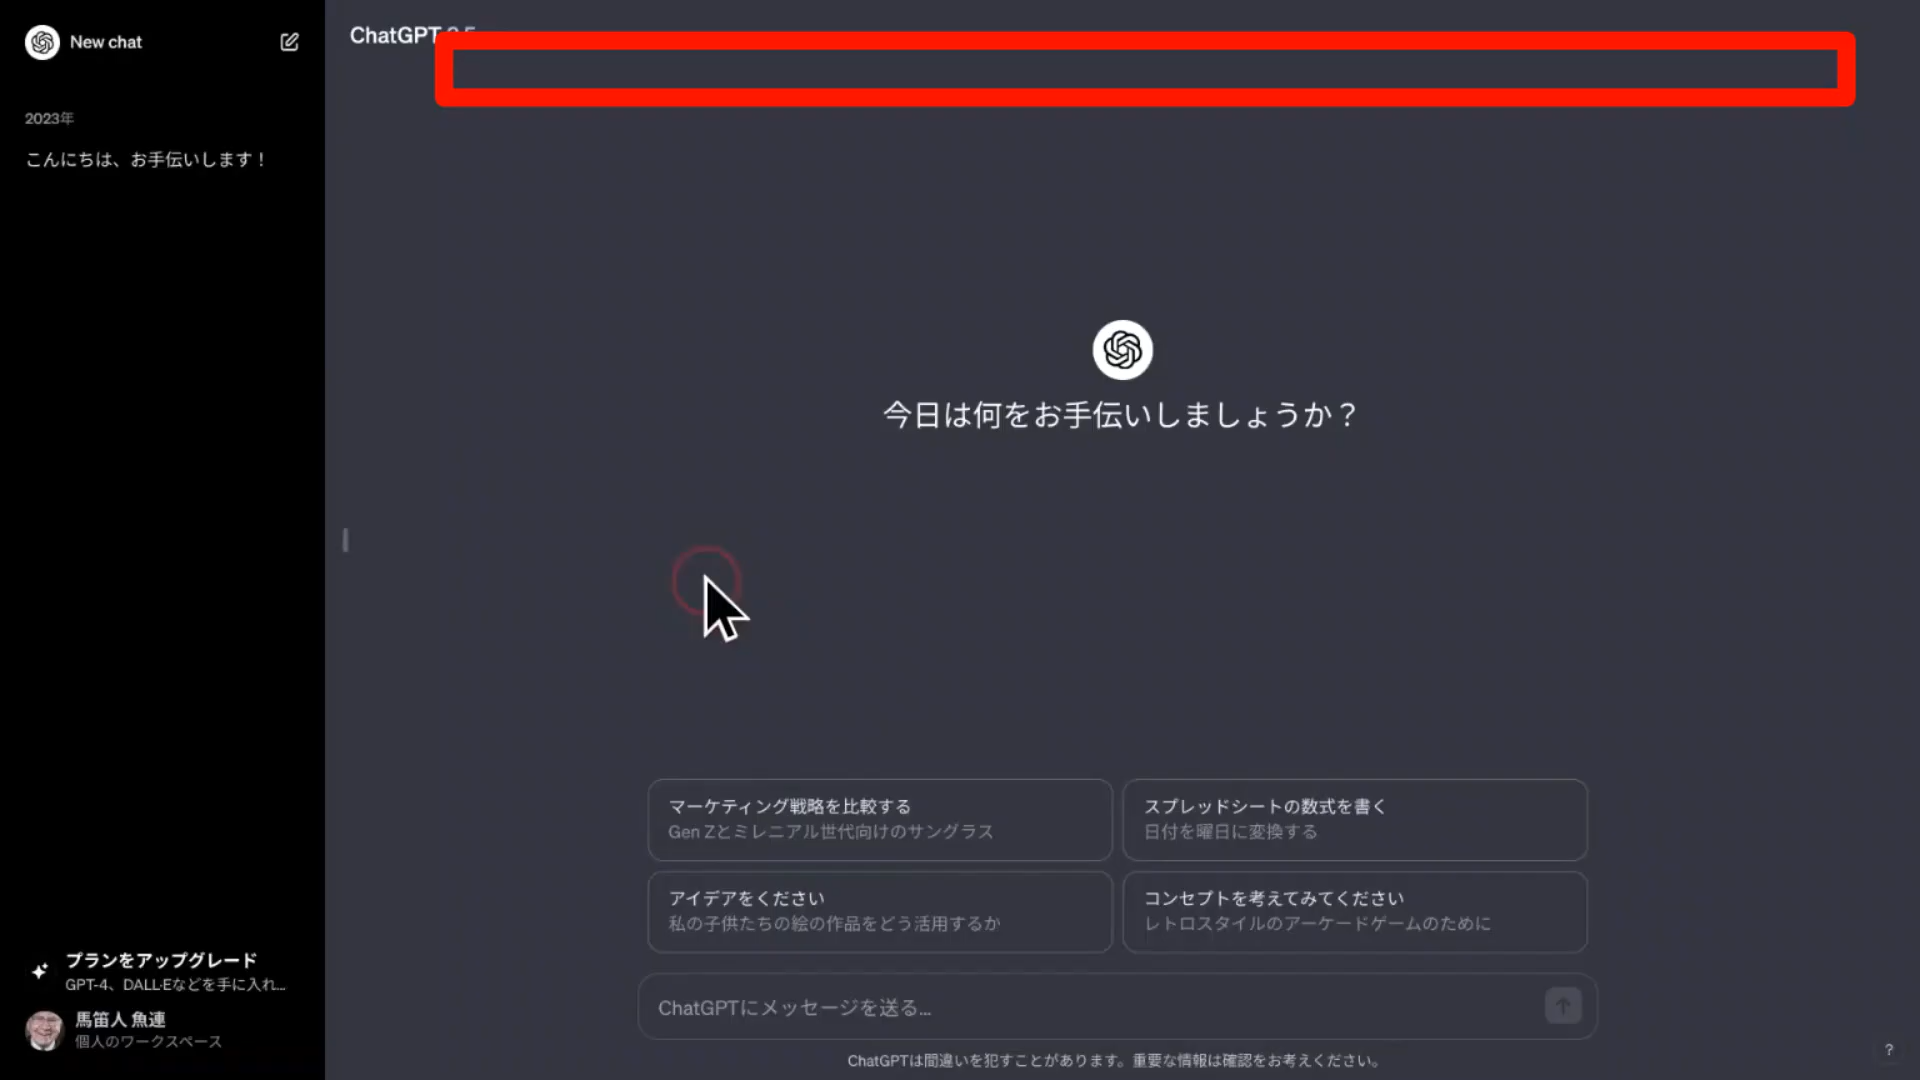 New chat
2023年
こんにちは、お手伝いします！
プランをアップグレード
GPT-4、DALL·Eなどを手に入れ...
馬笛人 魚連
個人のワークスペース
ChatGPT
今日は何をお手伝いしましょうか？
マーケティング戦略を比較する
Gen Zとミレニアル世代向けのサングラス
スプレッドシートの数式を書く
日付を曜日に変換する
アイデアをください
私の子供たちの絵の作品をどう活用するか
コンセプトを考えてみてください
レトロスタイルのアーケードゲームのために
ChatGPTにメッセージを送る...
ChatGPTは間違いを犯すことがあります。重要な情報は確認をお考えください。
?